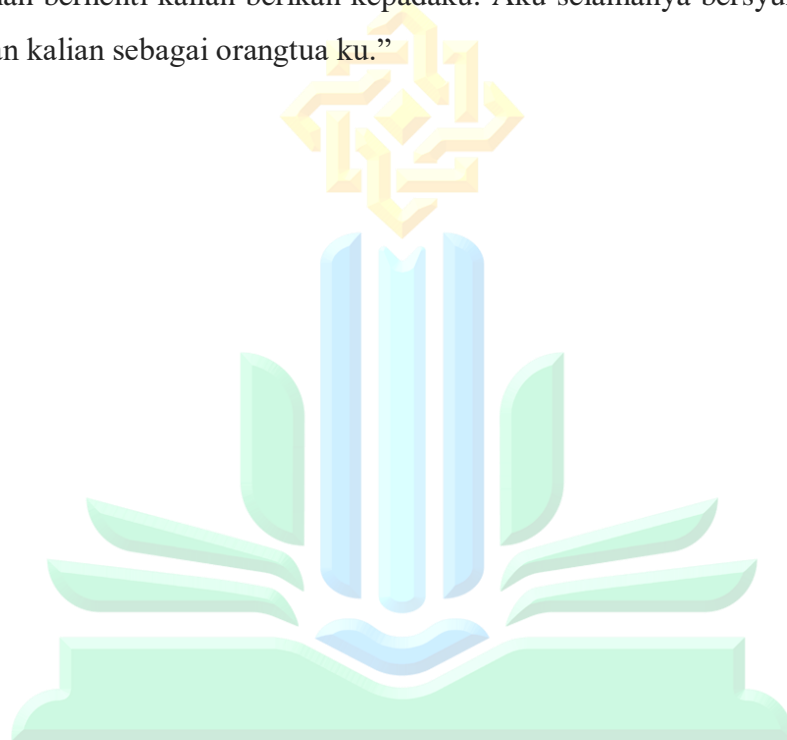 berhenti kalian berikan kepadaku. Aku selamanya
kalian sebagai orangtua ku.”